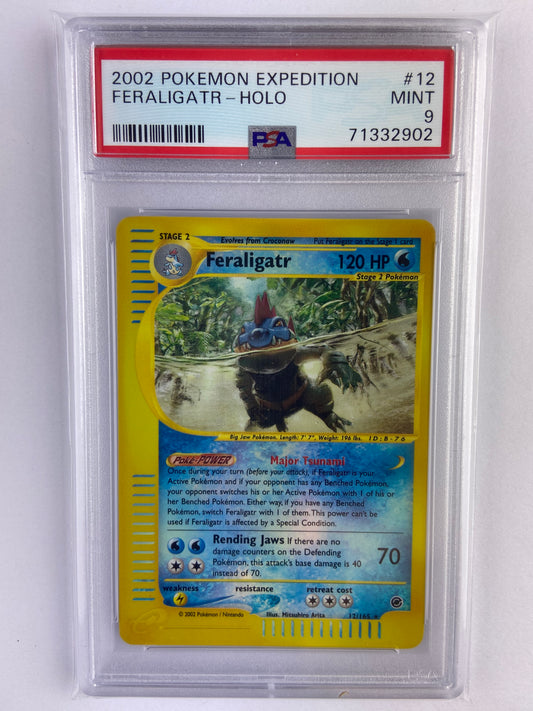 2002 POKEMON EXPEDITION #12
FERALIGATR - HOLO MINT
9
PSA 71332902
STAGE 2 Evolves from Croconaw Put Feraligatr on the Stage 1 card
Feraligatr 120 HP
Stage 2 Pokémon
Big Jaw Pokémon. Length: 7' 7", Weight: 196 lbs. ID: B-76
Poké-POWER Major Tsunami
Once during your turn (before your attack), if Feraligatr is your
Active Pokémon and if your opponent has any Benched Pokémon,
your opponent switches his or her Active Pokémon with 1 of his or
her Benched Pokémon. Either way, if you have any Benched
Pokémon, switch Feraligatr with 1 of them. This power can't be
used if Feraligatr is affected by a Special Condition.
Rending Jaws If there are no
damage counters on the Defending
Pokémon, this attack's base damage is 40
instead of 70.
70
weakness resistance retreat cost
© 2002 Pokémon / Nintendo Illus. Mitsuhiro Arita 12/165